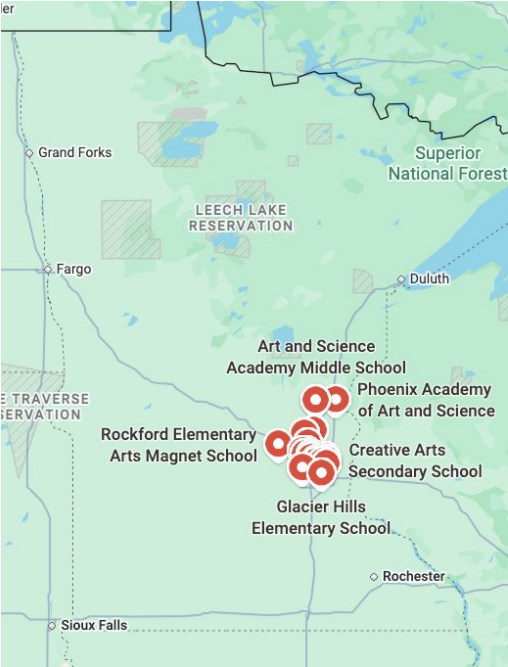 ler
Grand Forks
Superior
National Forest
LEECH LAKE
RESERVATION
Fargo
Duluth
Art and Science
Academy Middle School
E TRAVERSE
SERVATION
Phoenix Academy
of Art and Science
Rockford Elementary
Arts Magnet School
Creative Arts
Secondary School
Glacier Hills
Elementary School
Rochester
Sioux Falls